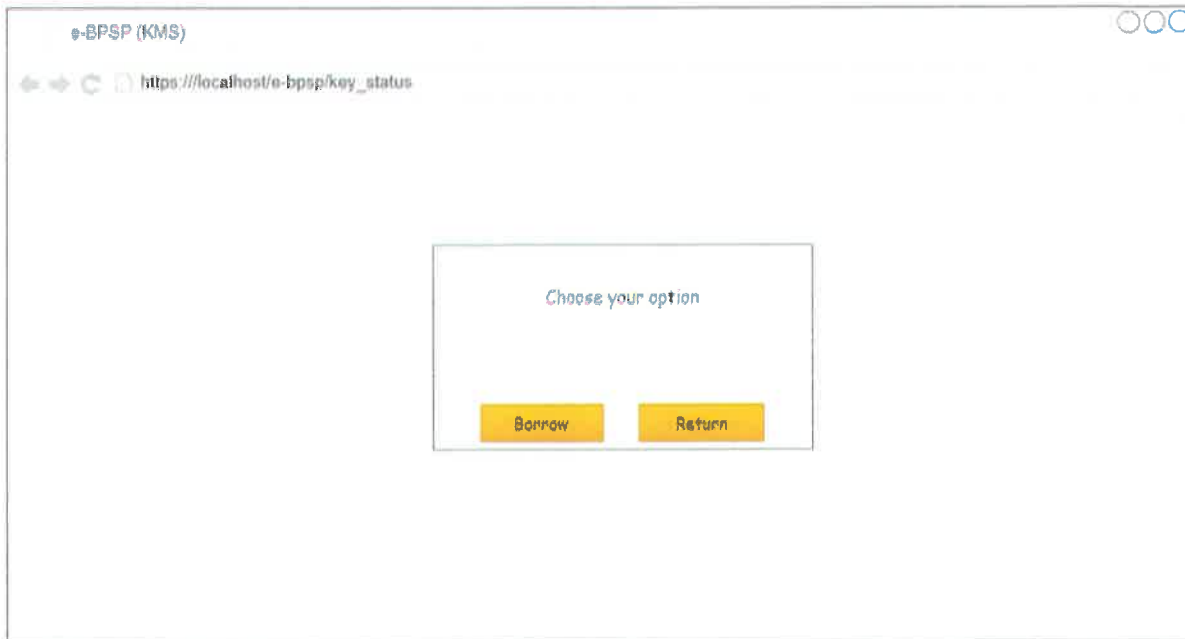 e-BPSP (KMS)
https:///localhost/e-bpsp/key_status
Choose your option
Borrow Return